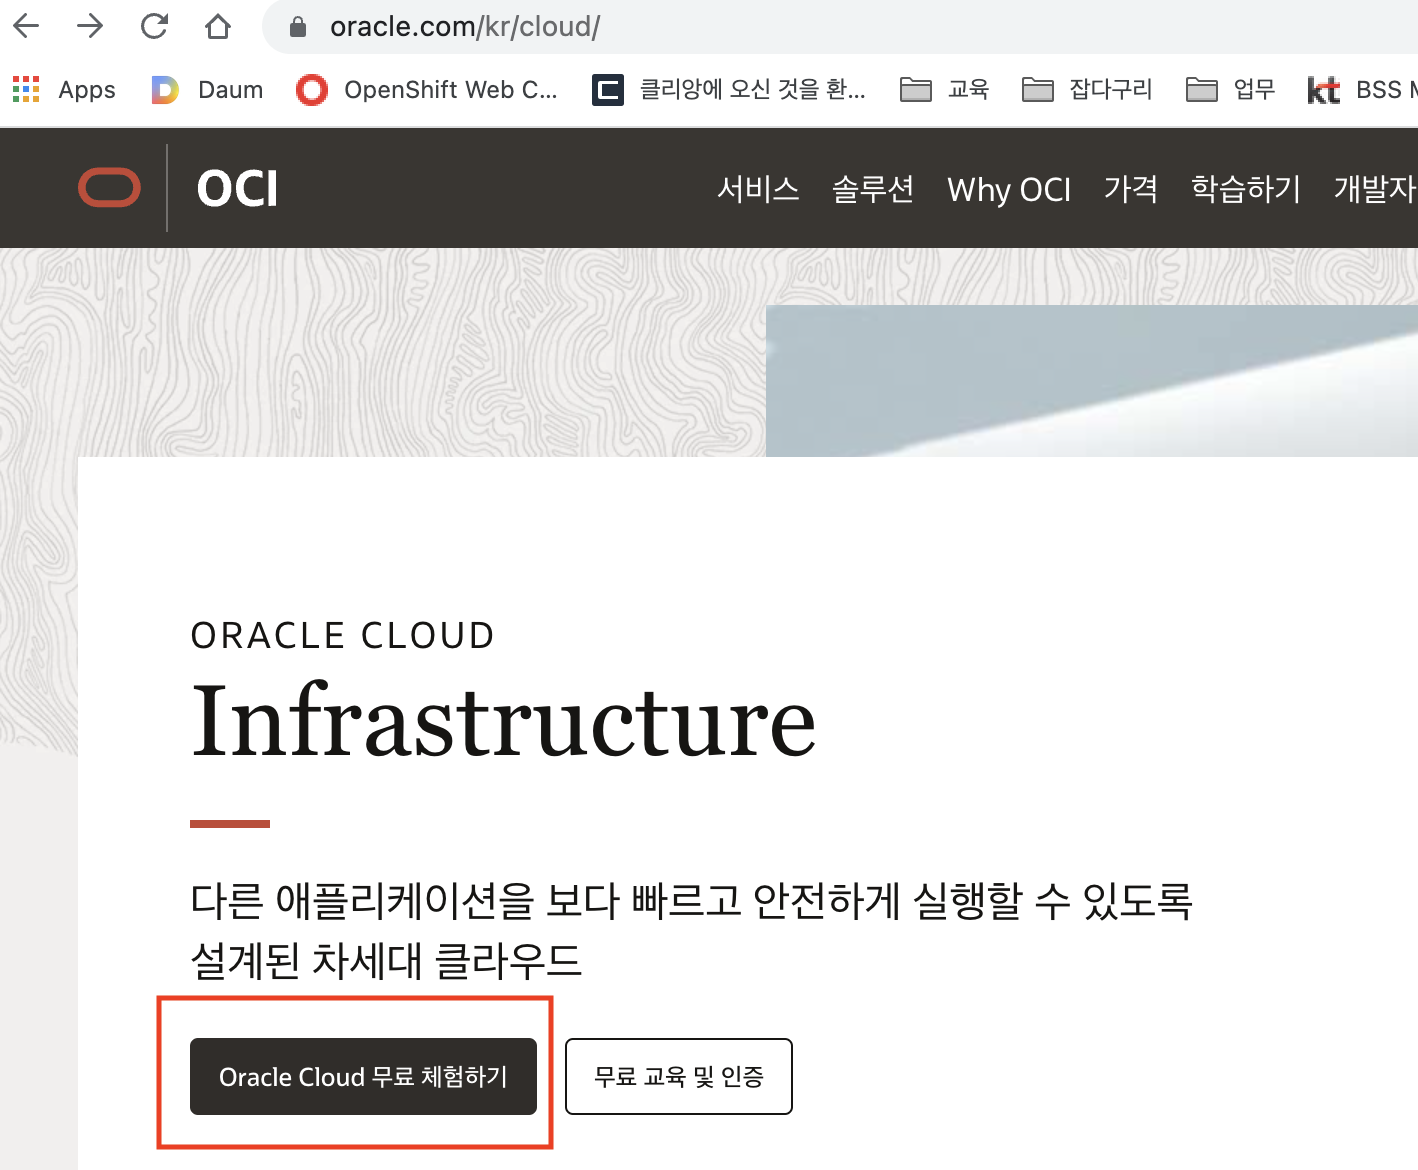 oracle.com/kr/cloud/
Apps Daum OpenShift Web C... 클리앙에 오신 것을 환... 교육 잡다구리 업무 kt BSS
OCI 서비스 솔루션 Why OCI 가격 학습하기 개발자
ORACLE CLOUD
Infrastructure
다른 애플리케이션을 보다 빠르고 안전하게 실행할 수 있도록
설계된 차세대 클라우드
Oracle Cloud 무료 체험하기 무료 교육 및 인증